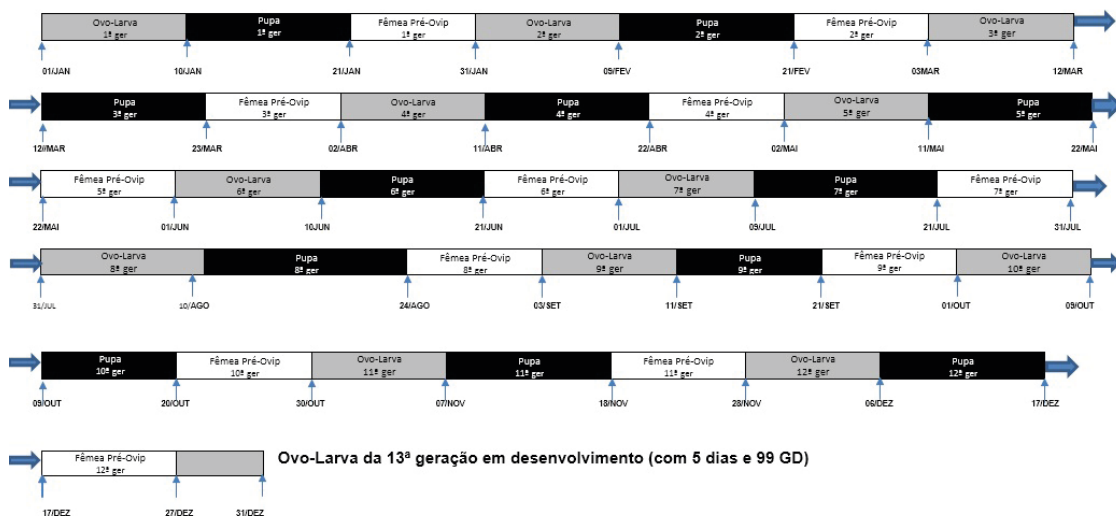 Ovo-Larva
1ª ger
Pupa
1ª ger
Fêmea Pré-Ovip
1ª ger
Ovo-Larva
2ª ger
Pupa
2ª ger
Fêmea Pré-Ovip
2ª ger
Ovo-Larva
3ª ger
01/JAN 10/JAN 21/JAN 31/JAN 09/FEV 21/FEV 03MAR 12/MAR
Pupa
3ª ger
Fêmea Pré-Ovip
3ª ger
Ovo-Larva
4ª ger
Pupa
4ª ger
Fêmea Pré-Ovip
4ª ger
Ovo-Larva
5ª ger
Pupa
5ª ger
12//MAR 23/MAR 02/ABR 11/ABR 22/ABR 02/MAI 11/MAI 22/MAI
Fêmea Pré-Ovip
5ª ger
Ovo-Larva
6ª ger
Pupa
6ª ger
Fêmea Pré-Ovip
6ª ger
Ovo-Larva
7ª ger
Pupa
7ª ger
Fêmea Pré-Ovip
7ª ger
22/MAI 01/JUN 10/JUN 21/JUN 01/JUL 09/JUL 21/JUL 31/JUL
Ovo-Larva
8ª ger
Pupa
8ª ger
Fêmea Pré-Ovip
8ª ger
Ovo-Larva
9ª ger
Pupa
9ª ger
Fêmea Pré-Ovip
9ª ger
Ovo-Larva
10ª ger
31/JUL 10/AGO 24/AGO 03/SET 11/SET 21/SET 01/OUT 09/OUT
Pupa
10ª ger
Fêmea Pré-Ovip
10ª ger
Ovo-Larva
11ª ger
Pupa
11ª ger
Fêmea Pré-Ovip
11ª ger
Ovo-Larva
12ª ger
Pupa
12ª ger
09/OUT 20/OUT 30/OUT 07/NOV 18/NOV 28/NOV 06/DEZ 17/DEZ
Fêmea Pré-Ovip
12ª ger
Ovo-Larva da 13ª geração em desenvolvimento (com 5 dias e 99 GD)
17/DEZ 27/DEZ 31/DEZ